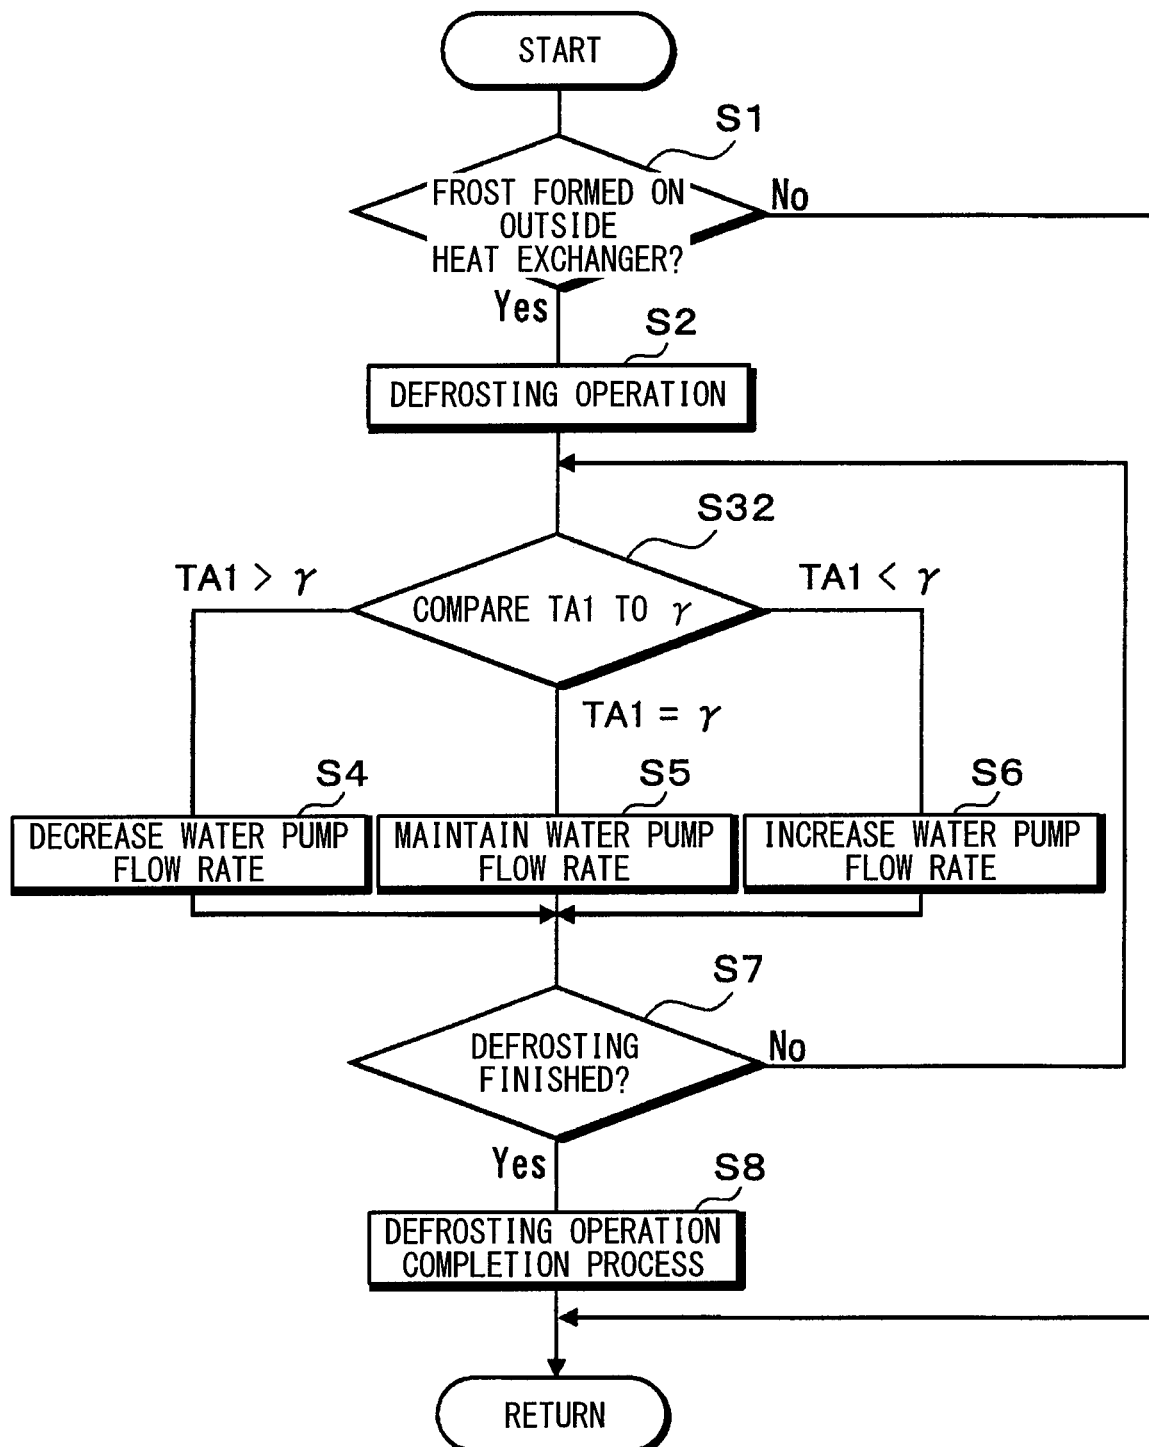 START
S1
FROST FORMED ON
OUTSIDE
HEAT EXCHANGER?
No
Yes
S2
DEFROSTING OPERATION
S32
TA1 > γ
TA1 < γ
COMPARE TA1 TO γ
TA1 = γ
S4
S5
S6
DECREASE WATER PUMP
FLOW RATE
MAINTAIN WATER PUMP
FLOW RATE
INCREASE WATER PUMP
FLOW RATE
S7
DEFROSTING
FINISHED?
No
Yes
S8
DEFROSTING OPERATION
COMPLETION PROCESS
RETURN